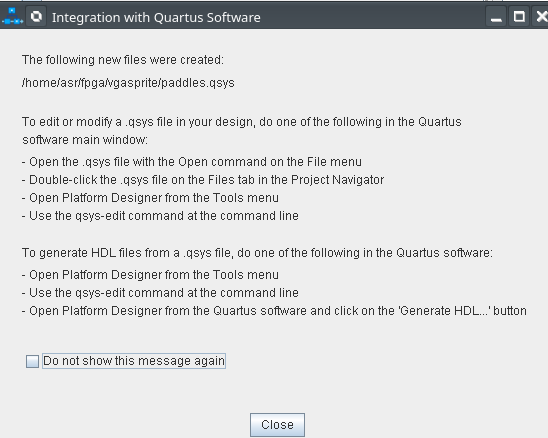 Integration with Quartus Software
The following new files were created:
/home/asr/fpga/vgasprite/paddles.qsys
To edit or modify a .qsys file in your design, do one of the following in the Quartus
software main window:
- Open the .qsys file with the Open command on the File menu
- Double-click the .qsys file on the Files tab in the Project Navigator
- Open Platform Designer from the Tools menu
- Use the qsys-edit command at the command line
To generate HDL files from a .qsys file, do one of the following in the Quartus software:
- Open Platform Designer from the Tools menu
- Use the qsys-edit command at the command line
- Open Platform Designer from the Quartus software and click on the 'Generate HDL...' button
Do not show this message again
Close